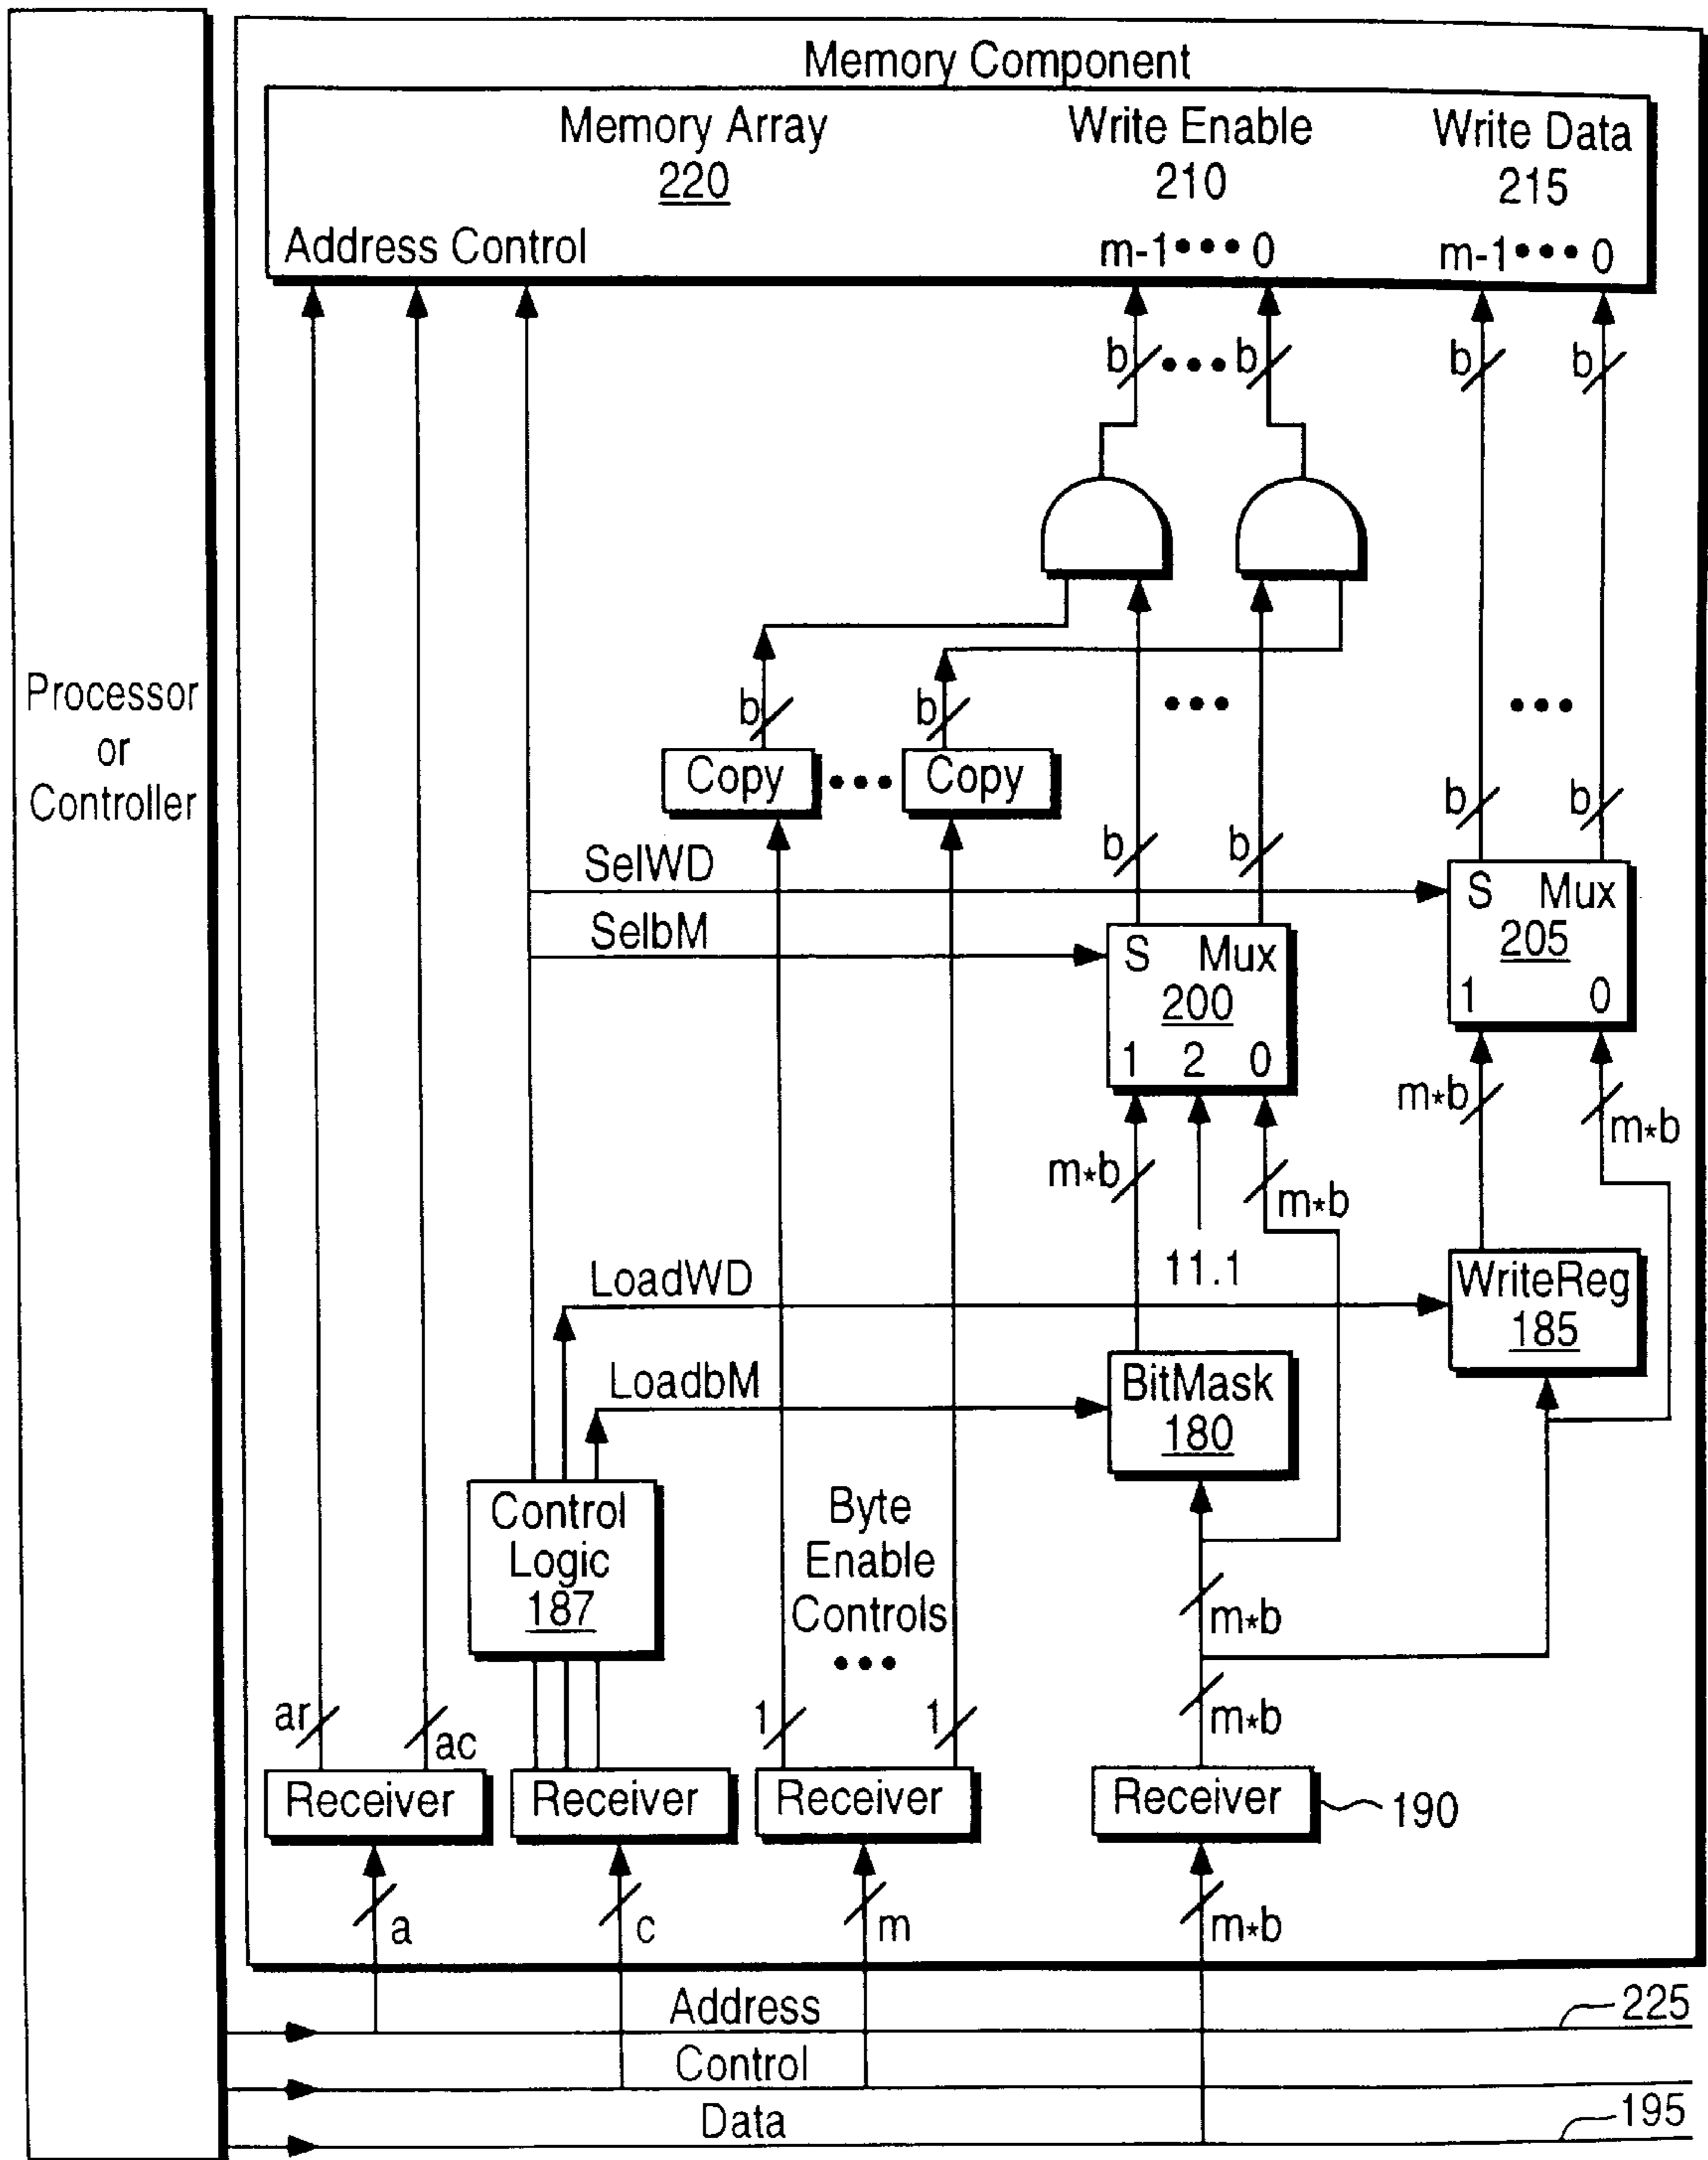 Memory Component
Memory Array
220
Write Enable
210
Write Data
215
Address Control
m-1••• 0
m-1••• 0
b
•••
b
b
b
Processor
or
Controller
b
b
•••
•••
Copy
•••
Copy
b
b
b
b
SelWD
SelbM
S Mux
200
1 2 0
S Mux
205
1 0
m*b
m*b
m*b
m*b
11.1
LoadWD
LoadbM
WriteReg
185
BitMask
180
Control
Logic
187
Byte
Enable
Controls
•••
m*b
m*b
ar
ac
1
1
Receiver
Receiver
Receiver
Receiver
190
a
c
m
m*b
Address
225
Control
Data
195